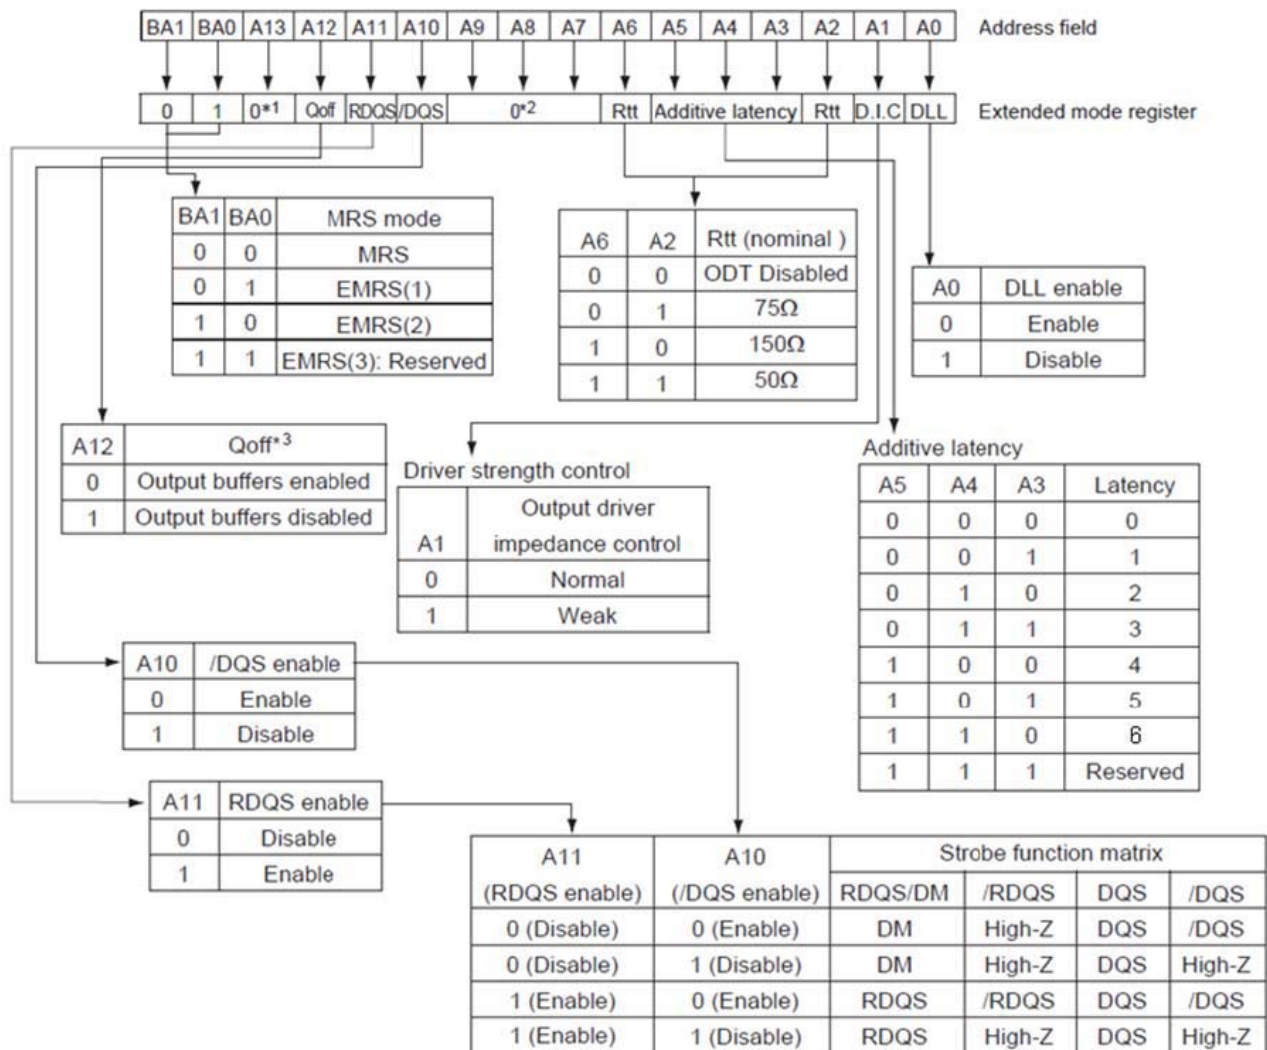 BA1 BA0 A13 A12 A11 A10 A9 A8 A7 A6 A5 A4 A3 A2 A1 A0 Address field
0 1 0*1 Qoff RDQS /DQS 0*2 Rtt Additive latency Rtt D.I.C DLL Extended mode register
BA1 BA0 MRS mode
0 0 MRS
0 1 EMRS(1)
1 0 EMRS(2)
1 1 EMRS(3): Reserved
A6 A2 Rtt (nominal )
0 0 ODT Disabled
0 1 75Ω
1 0 150Ω
1 1 50Ω
A0 DLL enable
0 Enable
1 Disable
A12 Qoff*3
0 Output buffers enabled
1 Output buffers disabled
Driver strength control
A1 Output driver
impedance control
0 Normal
1 Weak
Additive latency
A5 A4 A3 Latency
0 0 0 0
0 0 1 1
0 1 0 2
0 1 1 3
1 0 0 4
1 0 1 5
1 1 0 6
1 1 1 Reserved
A10 /DQS enable
0 Enable
1 Disable
A11 RDQS enable
0 Disable
1 Enable
A11 A10 Strobe function matrix
(RDQS enable) (/DQS enable) RDQS/DM /RDQS DQS /DQS
0 (Disable) 0 (Enable) DM High-Z DQS /DQS
0 (Disable) 1 (Disable) DM High-Z DQS High-Z
1 (Enable) 0 (Enable) RDQS /RDQS DQS /DQS
1 (Enable) 1 (Disable) RDQS High-Z DQS High-Z